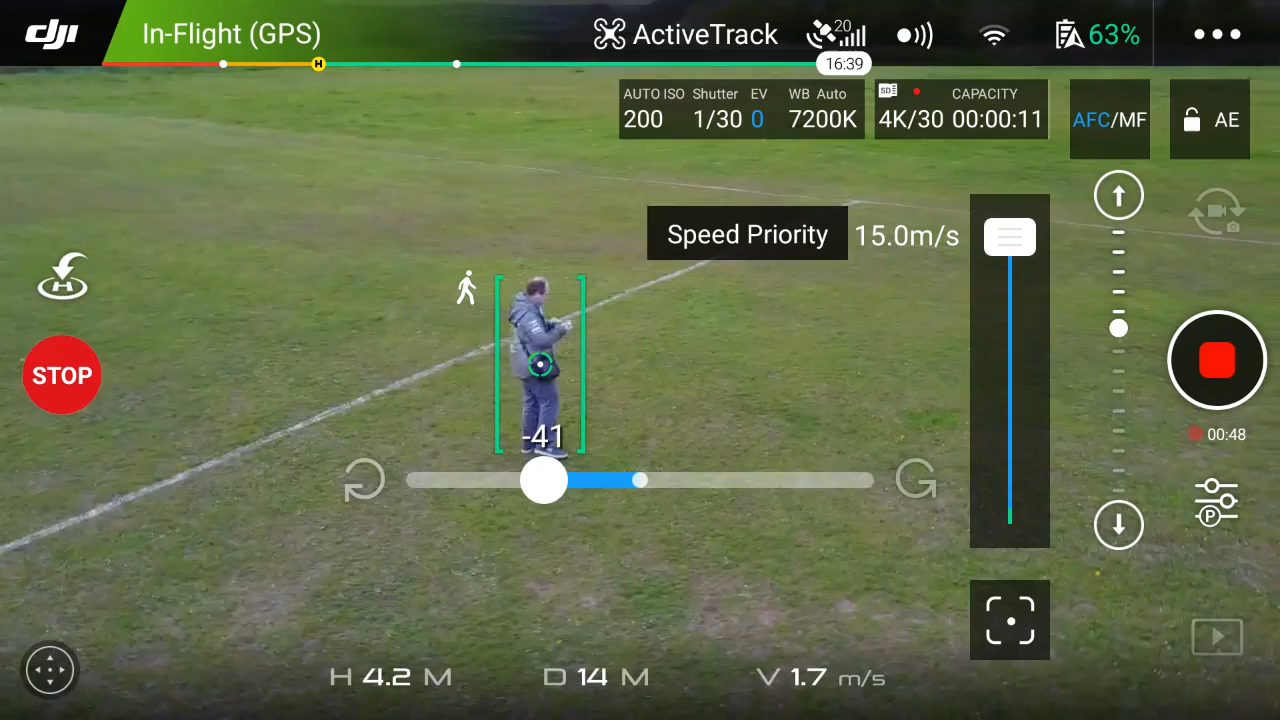 dji In-Flight (GPS) ActiveTrack 20 63%
H 16:39
AUTO ISO Shutter EV WB Auto SD CAPACITY
200 1/30 0 7200K 4K/30 00:00:11 AFC/MF AE
Speed Priority 15.0m/s
H
STOP
-41
00:48
P
H 4.2 M D 14 M V 1.7 m/s